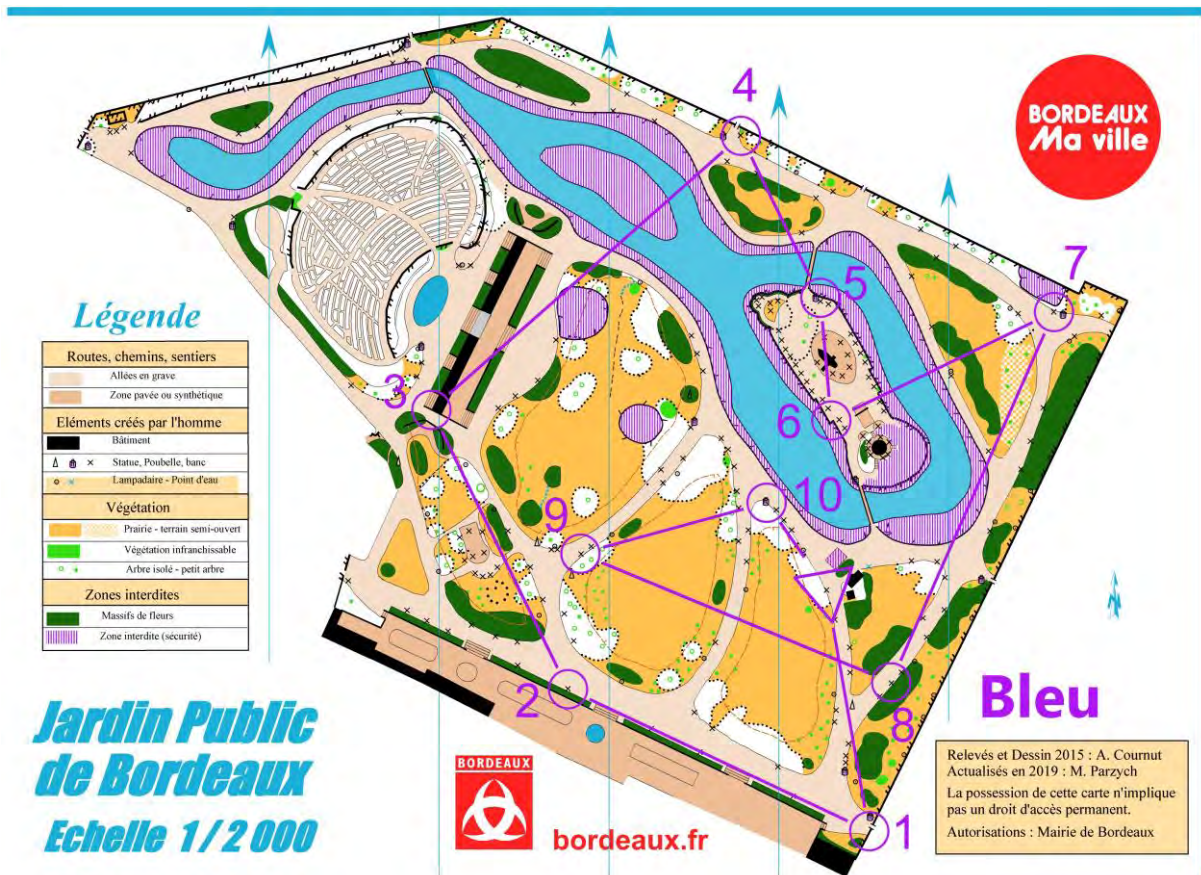 4
BORDEAUX
Ma ville
7
5
Légende
Routes, chemins, sentiers
Allées en grave
Zone pavée ou synthétique
Eléments créés par l'homme
Bâtiment
Statue, Poubelle, banc
Lampadaire - Point d'eau
Végétation
Prairie - terrain semi-ouvert
Végétation infranchissable
Arbre isolé - petit arbre
Zones interdites
Massifs de fleurs
Zone interdite (sécurité)
3
6
10
9
2
8
Bleu
Jardin Public
de Bordeaux
Echelle 1/2 000
BORDEAUX
bordeaux.fr
1
Relevés et Dessin 2015 : A. Cournut
Actualisés en 2019 : M. Parzych
La possession de cette carte n'implique
pas un droit d'accès permanent.
Autorisations : Mairie de Bordeaux